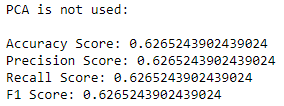 PCA is not used:
Accuracy Score: 0.6265243902439024
Precision Score: 0.6265243902439024
Recall Score: 0.6265243902439024
F1 Score: 0.6265243902439024